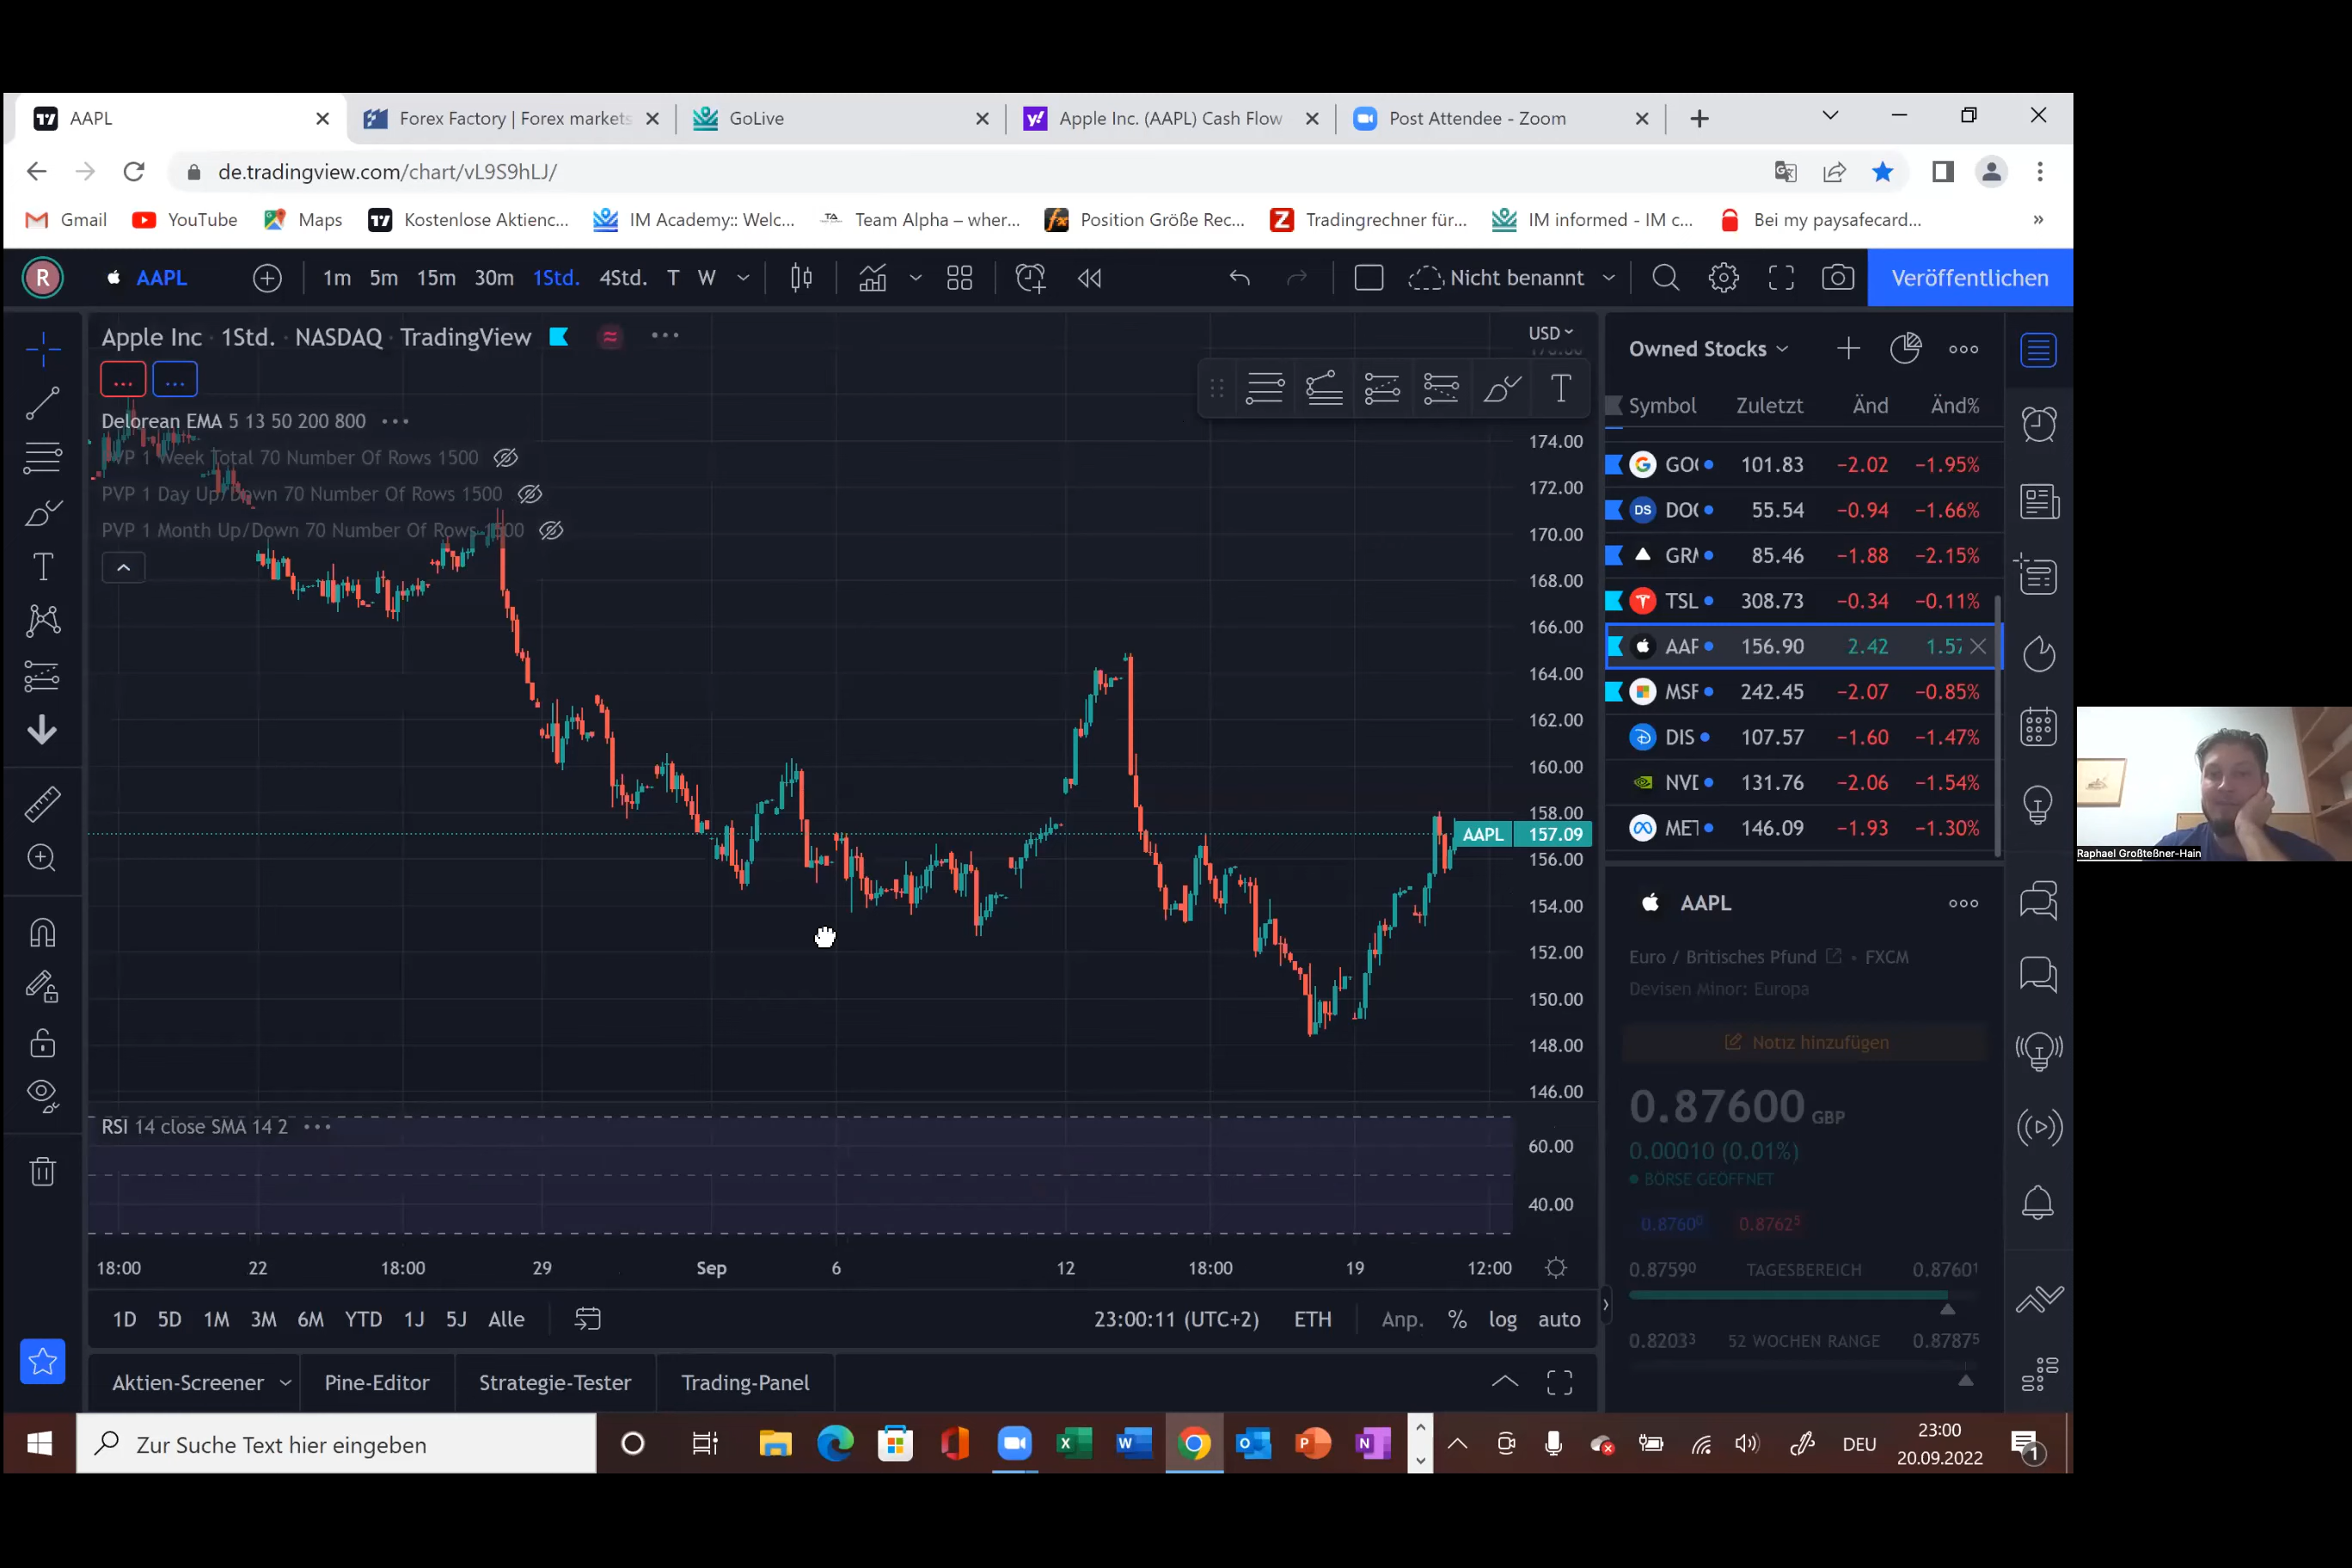 AAPL
Forex Factory | Forex markets
GoLive
Apple Inc. (AAPL) Cash Flow
Post Attendee - Zoom
de.tradingview.com/chart/vL9S9hLJ/
Gmail
YouTube
Maps
Kostenlose Aktienc...
IM Academy:: Welc...
Team Alpha – wher...
Position Größe Rec...
Tradingrechner für...
IM informed - IM c...
Bei my paysafecard...
»
R
AAPL
1m 5m 15m 30m 1Std. 4Std. T W
Nicht benannt
Veröffentlichen
Apple Inc · 1Std. · NASDAQ · TradingView
USD
Owned Stocks
Symbol Zuletzt Änd Änd%
Delorean EMA 5 13 50 200 800
PVP 1 Week Total 70 Number Of Rows 1500
PVP 1 Day Up/Down 70 Number Of Rows 1500
PVP 1 Month Up/Down 70 Number Of Rows 1500
174.00
172.00
170.00
168.00
166.00
164.00
162.00
160.00
158.00
AAPL 157.09
156.00
154.00
152.00
150.00
148.00
146.00
GO 101.83 −2.02 −1.95%
DS DO 55.54 −0.94 −1.66%
GR 85.46 −1.88 −2.15%
TSL 308.73 −0.34 −0.11%
AAP 156.90 2.42 1.57
MSF 242.45 −2.07 −0.85%
DIS 107.57 −1.60 −1.47%
NVD 131.76 −2.06 −1.54%
MET 146.09 −1.93 −1.30%
Raphael Großteßner-Hain
AAPL
Euro / Britisches Pfund · FXCM
Devisen Minor: Europa
Notiz hinzufügen
0.87600 GBP
0.00010 (0.01%)
BÖRSE GEÖFFNET
0.87600 0.87625
0.87590 TAGESBEREICH 0.87601
0.82033 52 WOCHEN RANGE 0.87875
RSI 14 close SMA 14 2
60.00
40.00
18:00 22 18:00 29 Sep 6 12 18:00 19 12:00
1D 5D 1M 3M 6M YTD 1J 5J Alle
23:00:11 (UTC+2) ETH Anp. % log auto
Aktien-Screener
Pine-Editor
Strategie-Tester
Trading-Panel
Zur Suche Text hier eingeben
DEU
23:00
20.09.2022
1